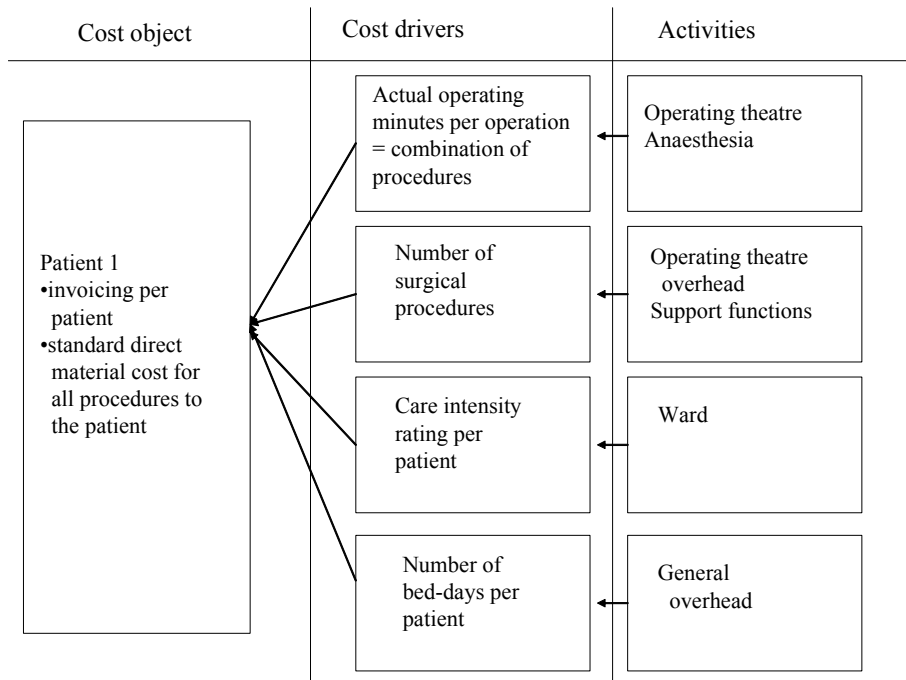 Cost object
Cost drivers
Activities
Patient 1
•invoicing per
patient
•standard direct
material cost for
all procedures to
the patient
Actual operating
minutes per operation
= combination of
procedures
Operating theatre
Anaesthesia
Number of
surgical
procedures
Operating theatre
overhead
Support functions
Care intensity
rating per
patient
Ward
Number of
bed-days per
patient
General
overhead